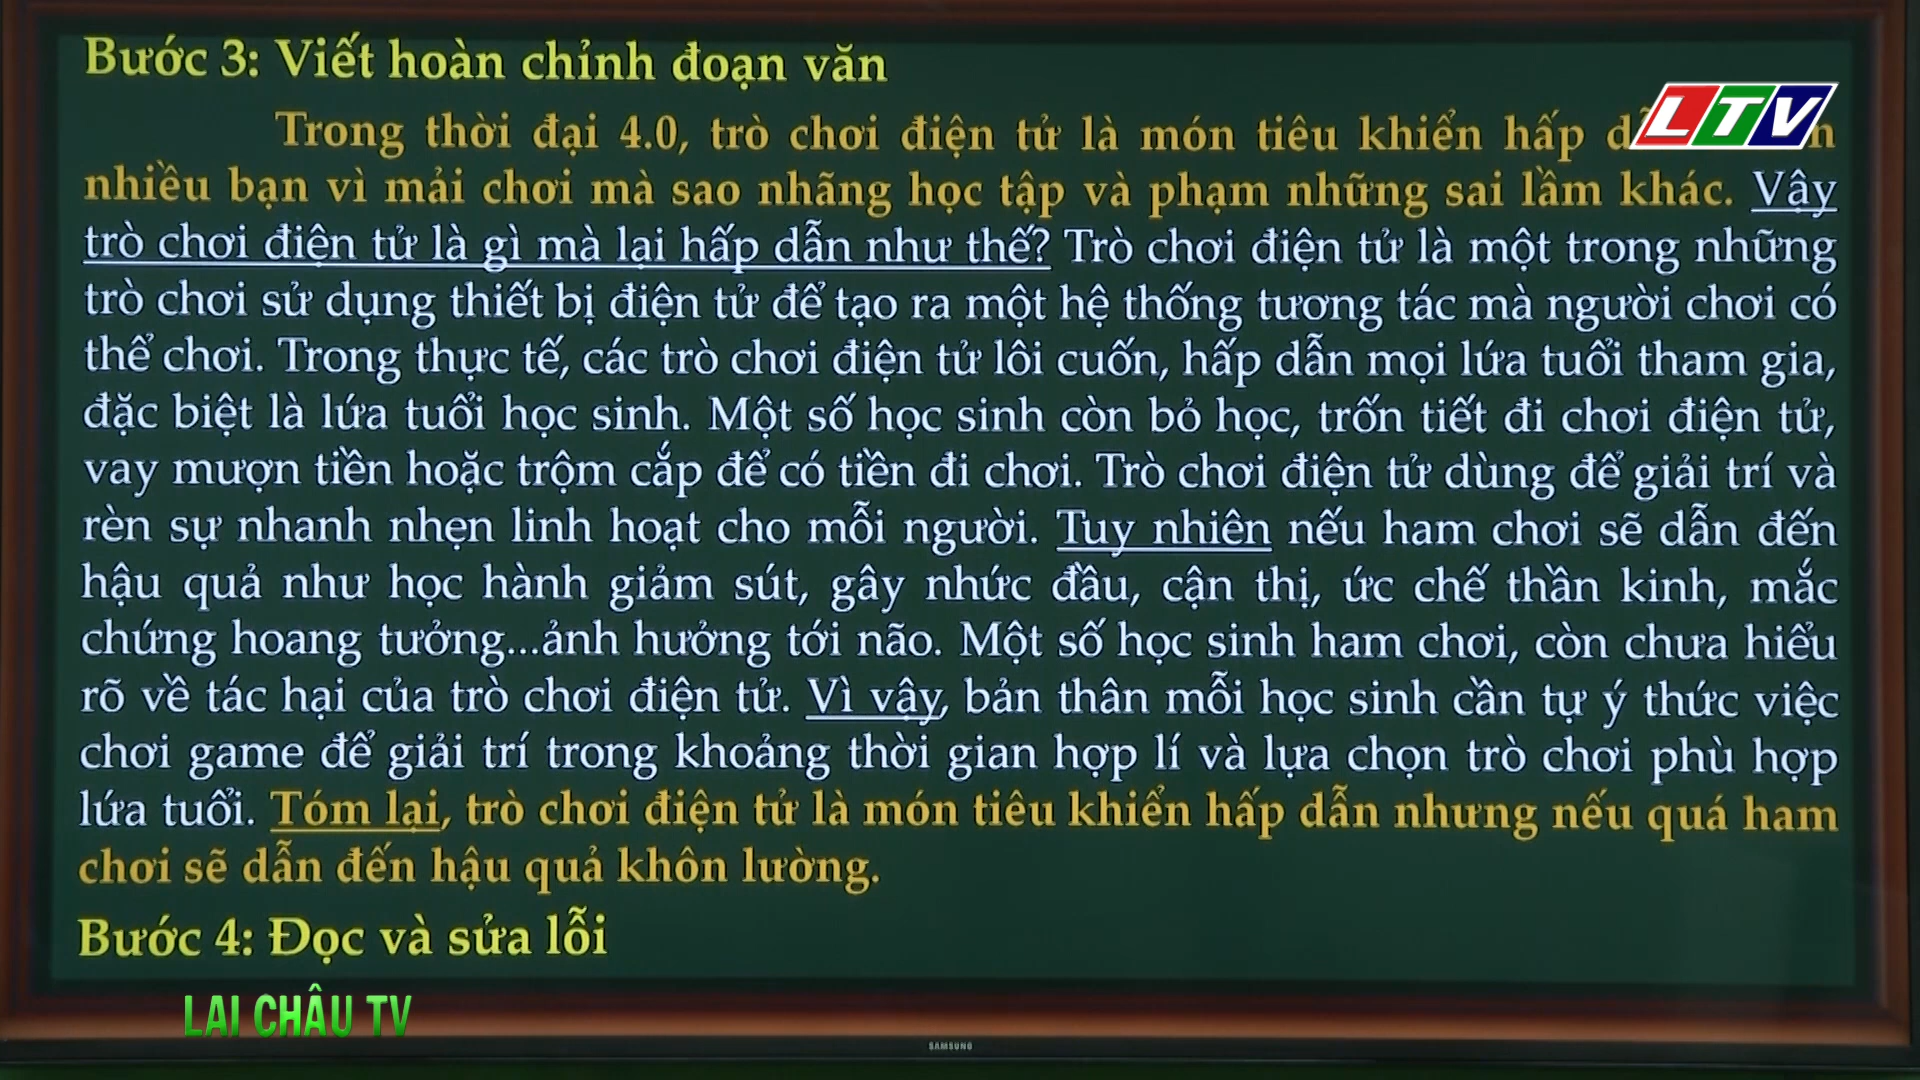 Bước 3: Viết hoàn chỉnh đoạn văn
LTV
Trong thời đại 4.0, trò chơi điện tử là món tiêu khiển hấp
nhiều bạn vì mải chơi mà sao nhãng học tập và phạm những sai lầm khác. Vậy
trò chơi điện tử là gì mà lại hấp dẫn như thế? Trò chơi điện tử là một trong những
trò chơi sử dụng thiết bị điện tử để tạo ra một hệ thống tương tác mà người chơi có
thể chơi. Trong thực tế, các trò chơi điện tử lôi cuốn, hấp dẫn mọi lứa tuổi tham gia,
đặc biệt là lứa tuổi học sinh. Một số học sinh còn bỏ học, trốn tiết đi chơi điện tử,
vay mượn tiền hoặc trộm cắp để có tiền đi chơi. Trò chơi điện tử dùng để giải trí và
rèn sự nhanh nhẹn linh hoạt cho mỗi người. Tuy nhiên nếu ham chơi sẽ dẫn đến
hậu quả như học hành giảm sút, gây nhức đầu, cận thị, ức chế thần kinh, mắc
chứng hoang tưởng...ảnh hưởng tới não. Một số học sinh ham chơi, còn chưa hiểu
rõ về tác hại của trò chơi điện tử. Vì vậy, bản thân mỗi học sinh cần tự ý thức việc
chơi game để giải trí trong khoảng thời gian hợp lí và lựa chọn trò chơi phù hợp
lứa tuổi. Tóm lại, trò chơi điện tử là món tiêu khiển hấp dẫn nhưng nếu quá ham
chơi sẽ dẫn đến hậu quả khôn lường.
Bước 4: Đọc và sửa lỗi
LAI CHÂU TV
SAMSUNG